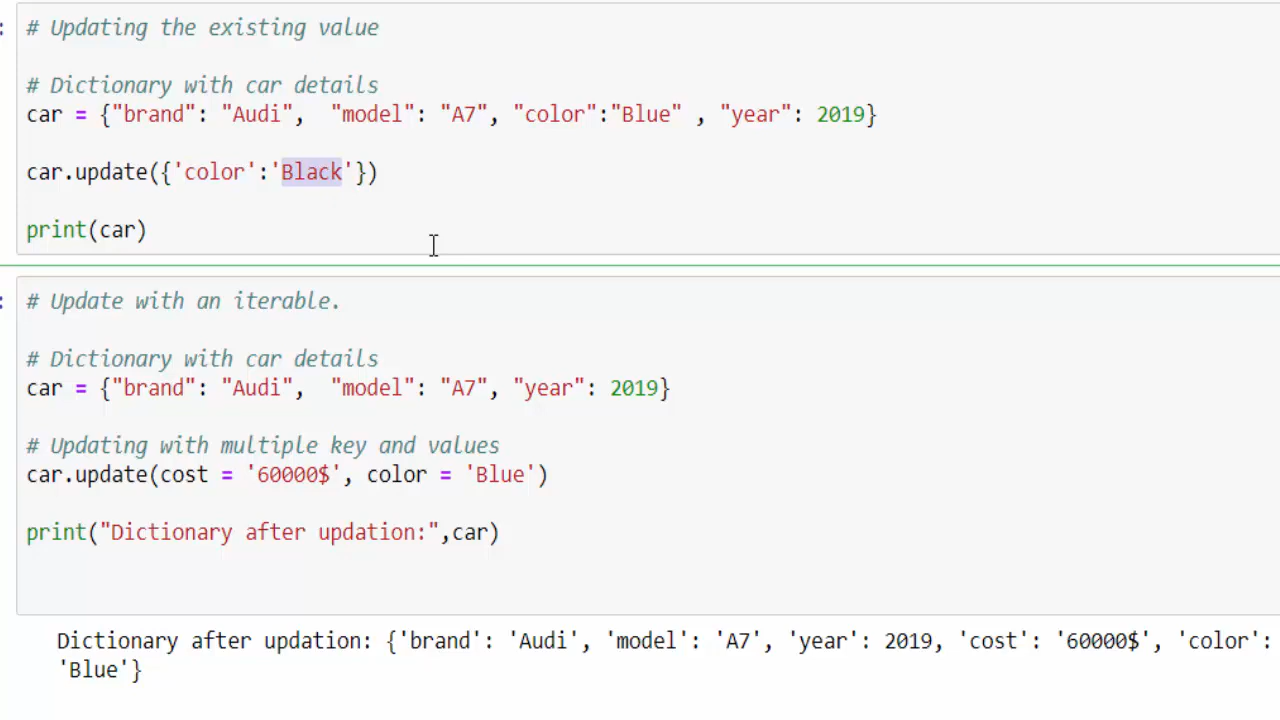 # Updating the existing value
# Dictionary with car details
car = {"brand": "Audi",  "model": "A7", "color":"Blue" , "year": 2019}
car.update({'color':'Black'})
print(car)
# Update with an iterable.
# Dictionary with car details
car = {"brand": "Audi",  "model": "A7", "year": 2019}
# Updating with multiple key and values
car.update(cost = '60000$', color = 'Blue')
print("Dictionary after updation:",car)
Dictionary after updation: {'brand': 'Audi', 'model': 'A7', 'year': 2019, 'cost': '60000$', 'color':
'Blue'}